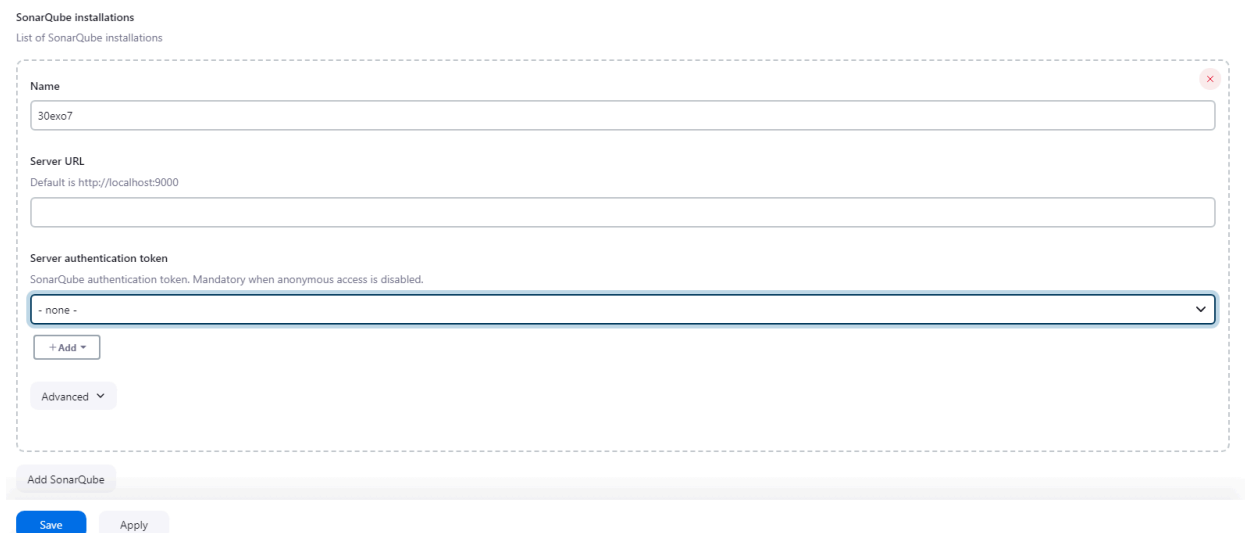 SonarQube installations
List of SonarQube installations
Name
30exo7
Server URL
Default is http://localhost:9000
Server authentication token
SonarQube authentication token. Mandatory when anonymous access is disabled.
- none -
+ Add
Advanced
Add SonarQube
Save Apply